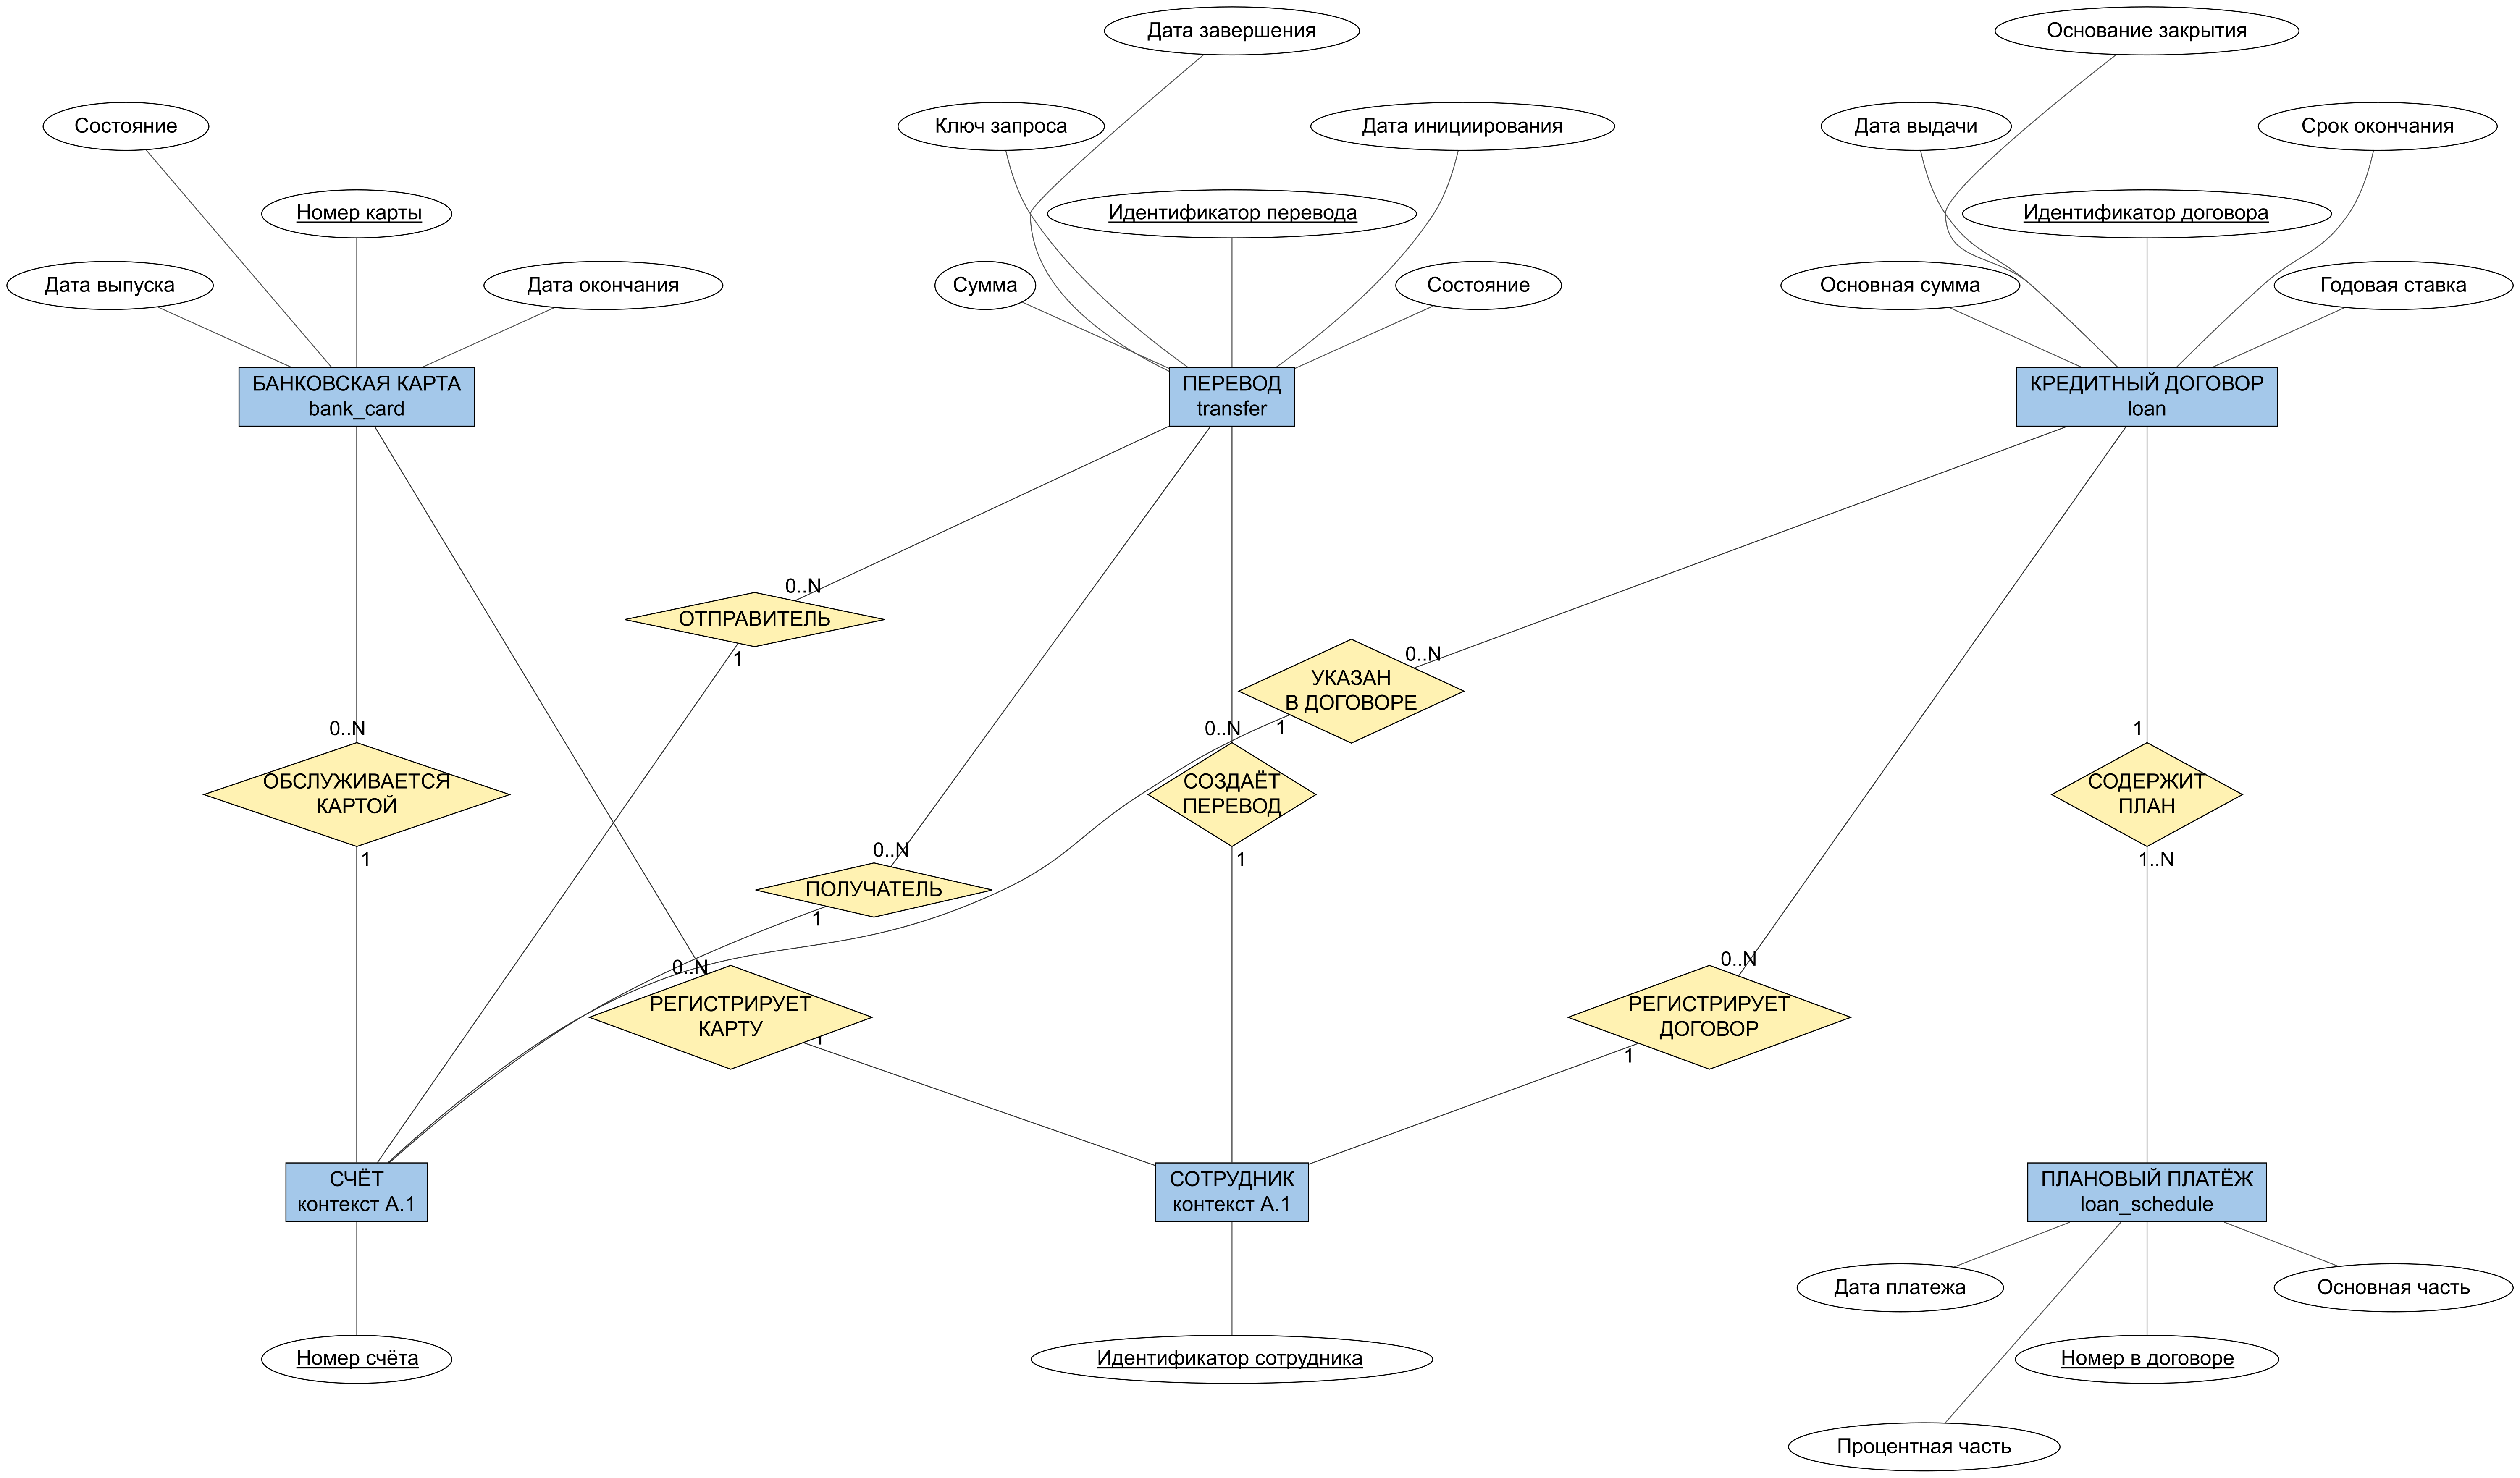 Дата завершения
Основание закрытия
Состояние
Ключ запроса
Дата инициирования
Дата выдачи
Срок окончания
Номер карты
Идентификатор перевода
Идентификатор договора
Дата выпуска
Дата окончания
Сумма
Состояние
Основная сумма
Годовая ставка
БАНКОВСКАЯ КАРТА
bank_card
ПЕРЕВОД
transfer
КРЕДИТНЫЙ ДОГОВОР
loan
0..N
ОТПРАВИТЕЛЬ
1
0..N
УКАЗАН
В ДОГОВОРЕ
1
0..N
ОБСЛУЖИВАЕТСЯ
КАРТОЙ
1
0..N
СОЗДАЁТ
ПЕРЕВОД
1
1
СОДЕРЖИТ
ПЛАН
1..N
0..N
ПОЛУЧАТЕЛЬ
1
0..N
РЕГИСТРИРУЕТ
КАРТУ
1
0..N
РЕГИСТРИРУЕТ
ДОГОВОР
1
СЧЁТ
контекст А.1
СОТРУДНИК
контекст А.1
ПЛАНОВЫЙ ПЛАТЁЖ
loan_schedule
Дата платежа
Основная часть
Номер счёта
Идентификатор сотрудника
Номер в договоре
Процентная часть